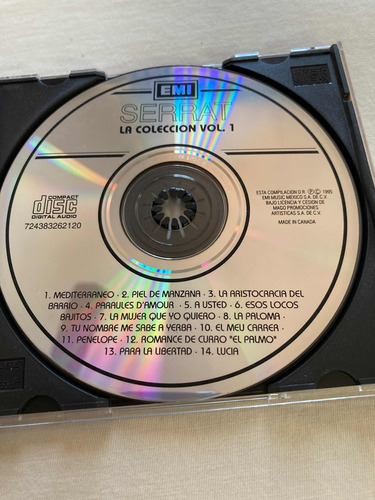 EMI
SERRAT
LA COLECCION VOL. 1
COMPACT
disc
DIGITAL AUDIO
724383262120
ESTA COMPILACION D.R. Ⓟ Ⓒ 1995
EMI MUSIC MEXICO S.A. DE C.V.
BAJO LICENCIA Y CESION DE
MAGO PROMOCIONES
ARTISTICAS S.A. DE C.V.
MADE IN CANADA
1. MEDITERRANEO · 2. PIEL DE MANZANA · 3. LA ARISTOCRACIA DEL
BARRIO · 4. PARAULES D'AMOUR · 5. A USTED · 6. ESOS LOCOS
BAJITOS · 7. LA MUJER QUE YO QUIERO · 8. LA PALOMA ·
9. TU NOMBRE ME SABE A YERBA · 10. EL MEU CARRER ·
11. PENELOPE · 12. ROMANCE DE CURRO "EL PALMO"
13. PARA LA LIBERTAD · 14. LUCIA